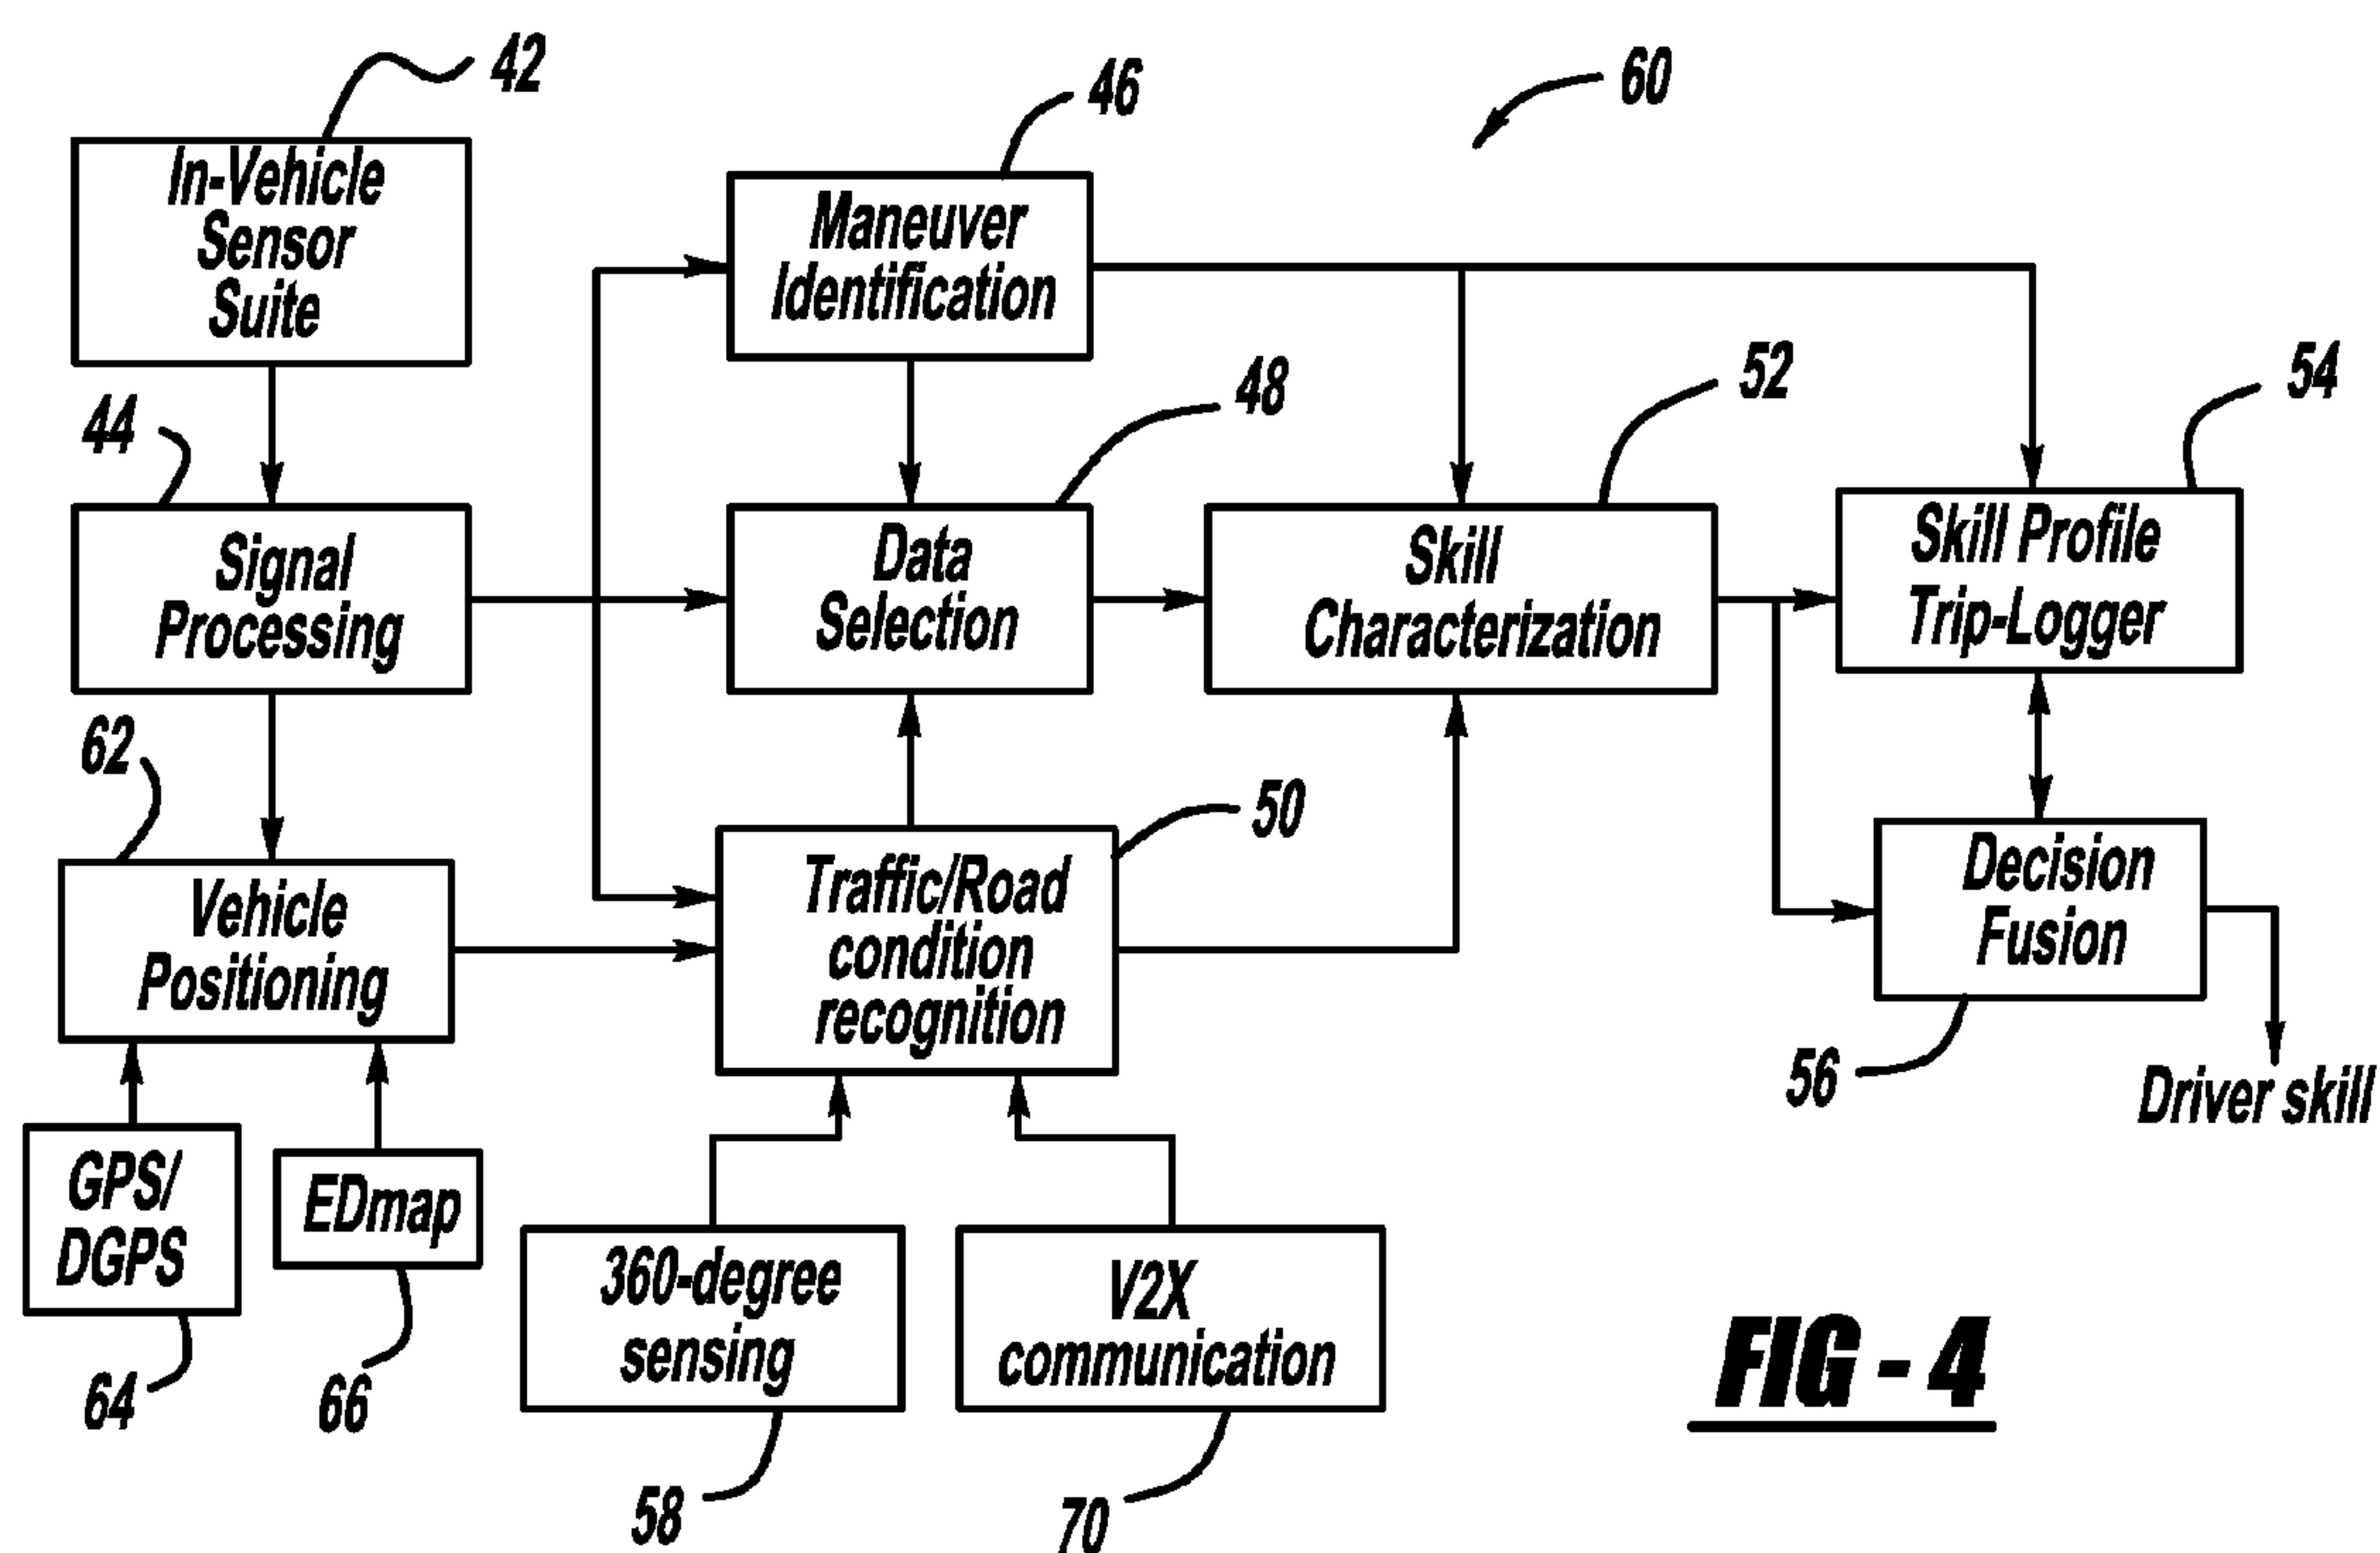 42
46
60
In-Vehicle
Sensor
Suite
Maneuver
Identification
44
48
52
54
Signal
Processing
Data
Selection
Skill
Characterization
Skill Profile
Trip-Logger
62
50
Vehicle
Positioning
Traffic/Road
condition
recognition
Decision
Fusion
56
Driver skill
GPS/
DGPS
EDmap
360-degree
sensing
V2X
communication
64
66
58
70
FIG - 4